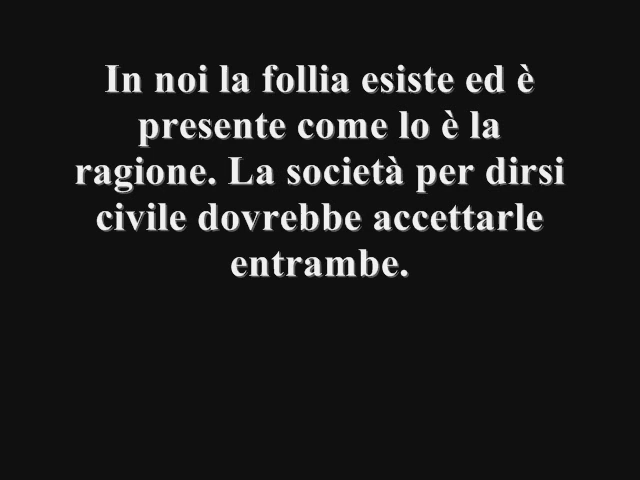 In noi la follia esiste ed è
presente come lo è la
ragione. La società per dirsi
civile dovrebbe accettarle
entrambe.